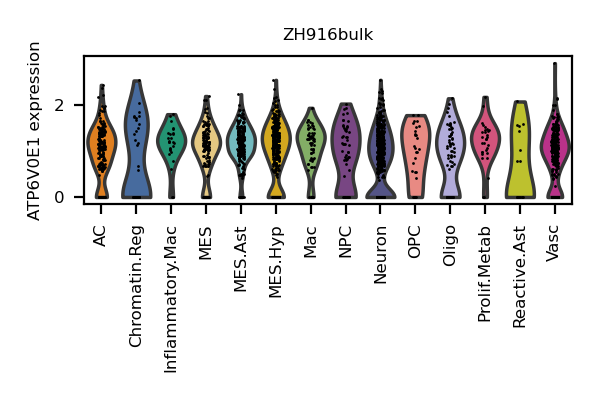 ZH916bulk
ATP6V0E1 expression
2
0
AC
Chromatin.Reg
Inflammatory.Mac
MES
MES.Ast
MES.Hyp
Mac
NPC
Neuron
OPC
Oligo
Prolif.Metab
Reactive.Ast
Vasc